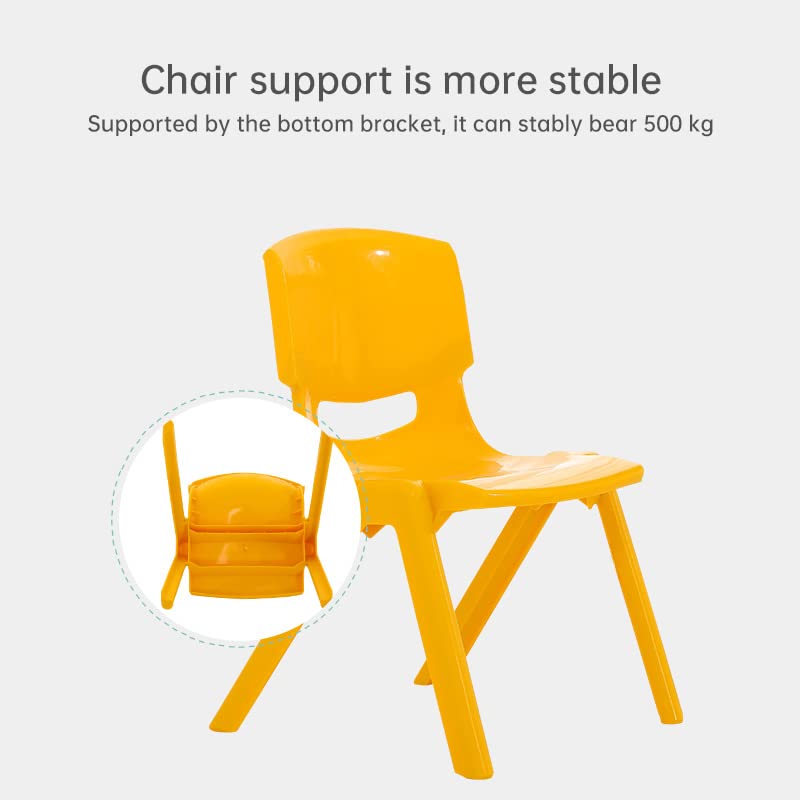 Chair support is more stable
Supported by the bottom bracket, it can stably bear 500 kg